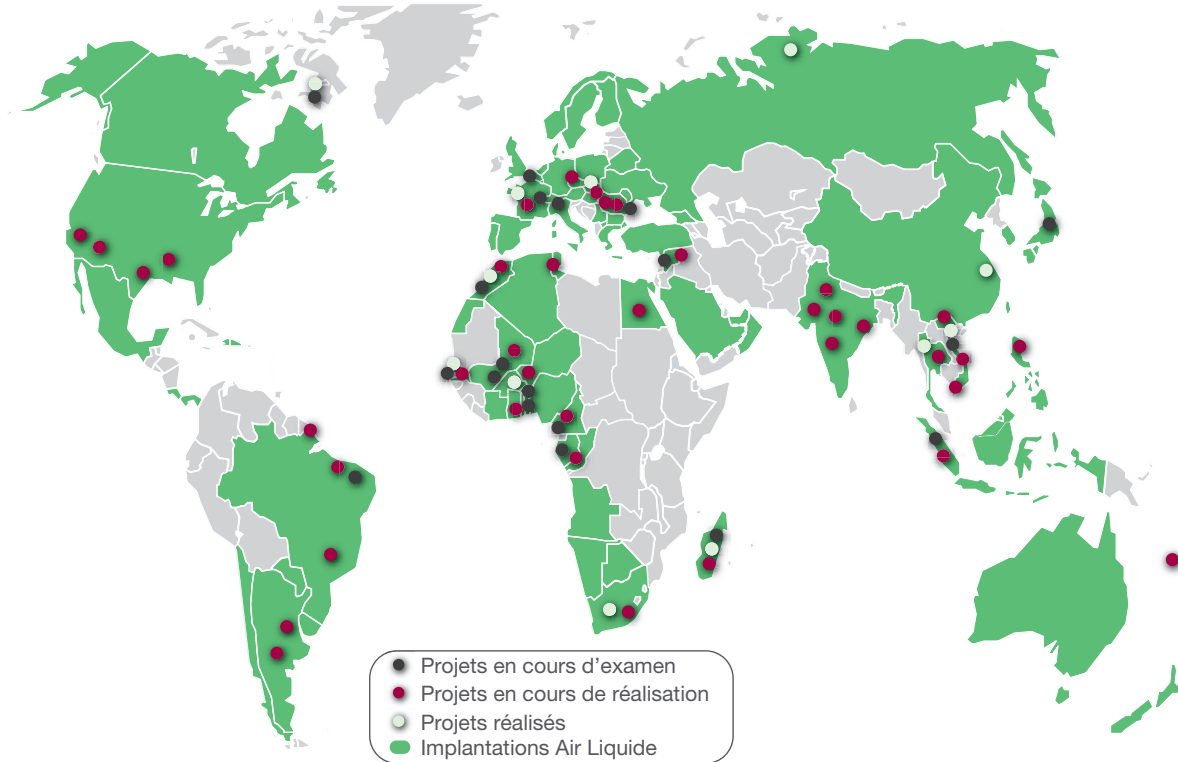 Projets en cours d’examen
Projets en cours de réalisation
Projets réalisés
Implantations Air Liquide